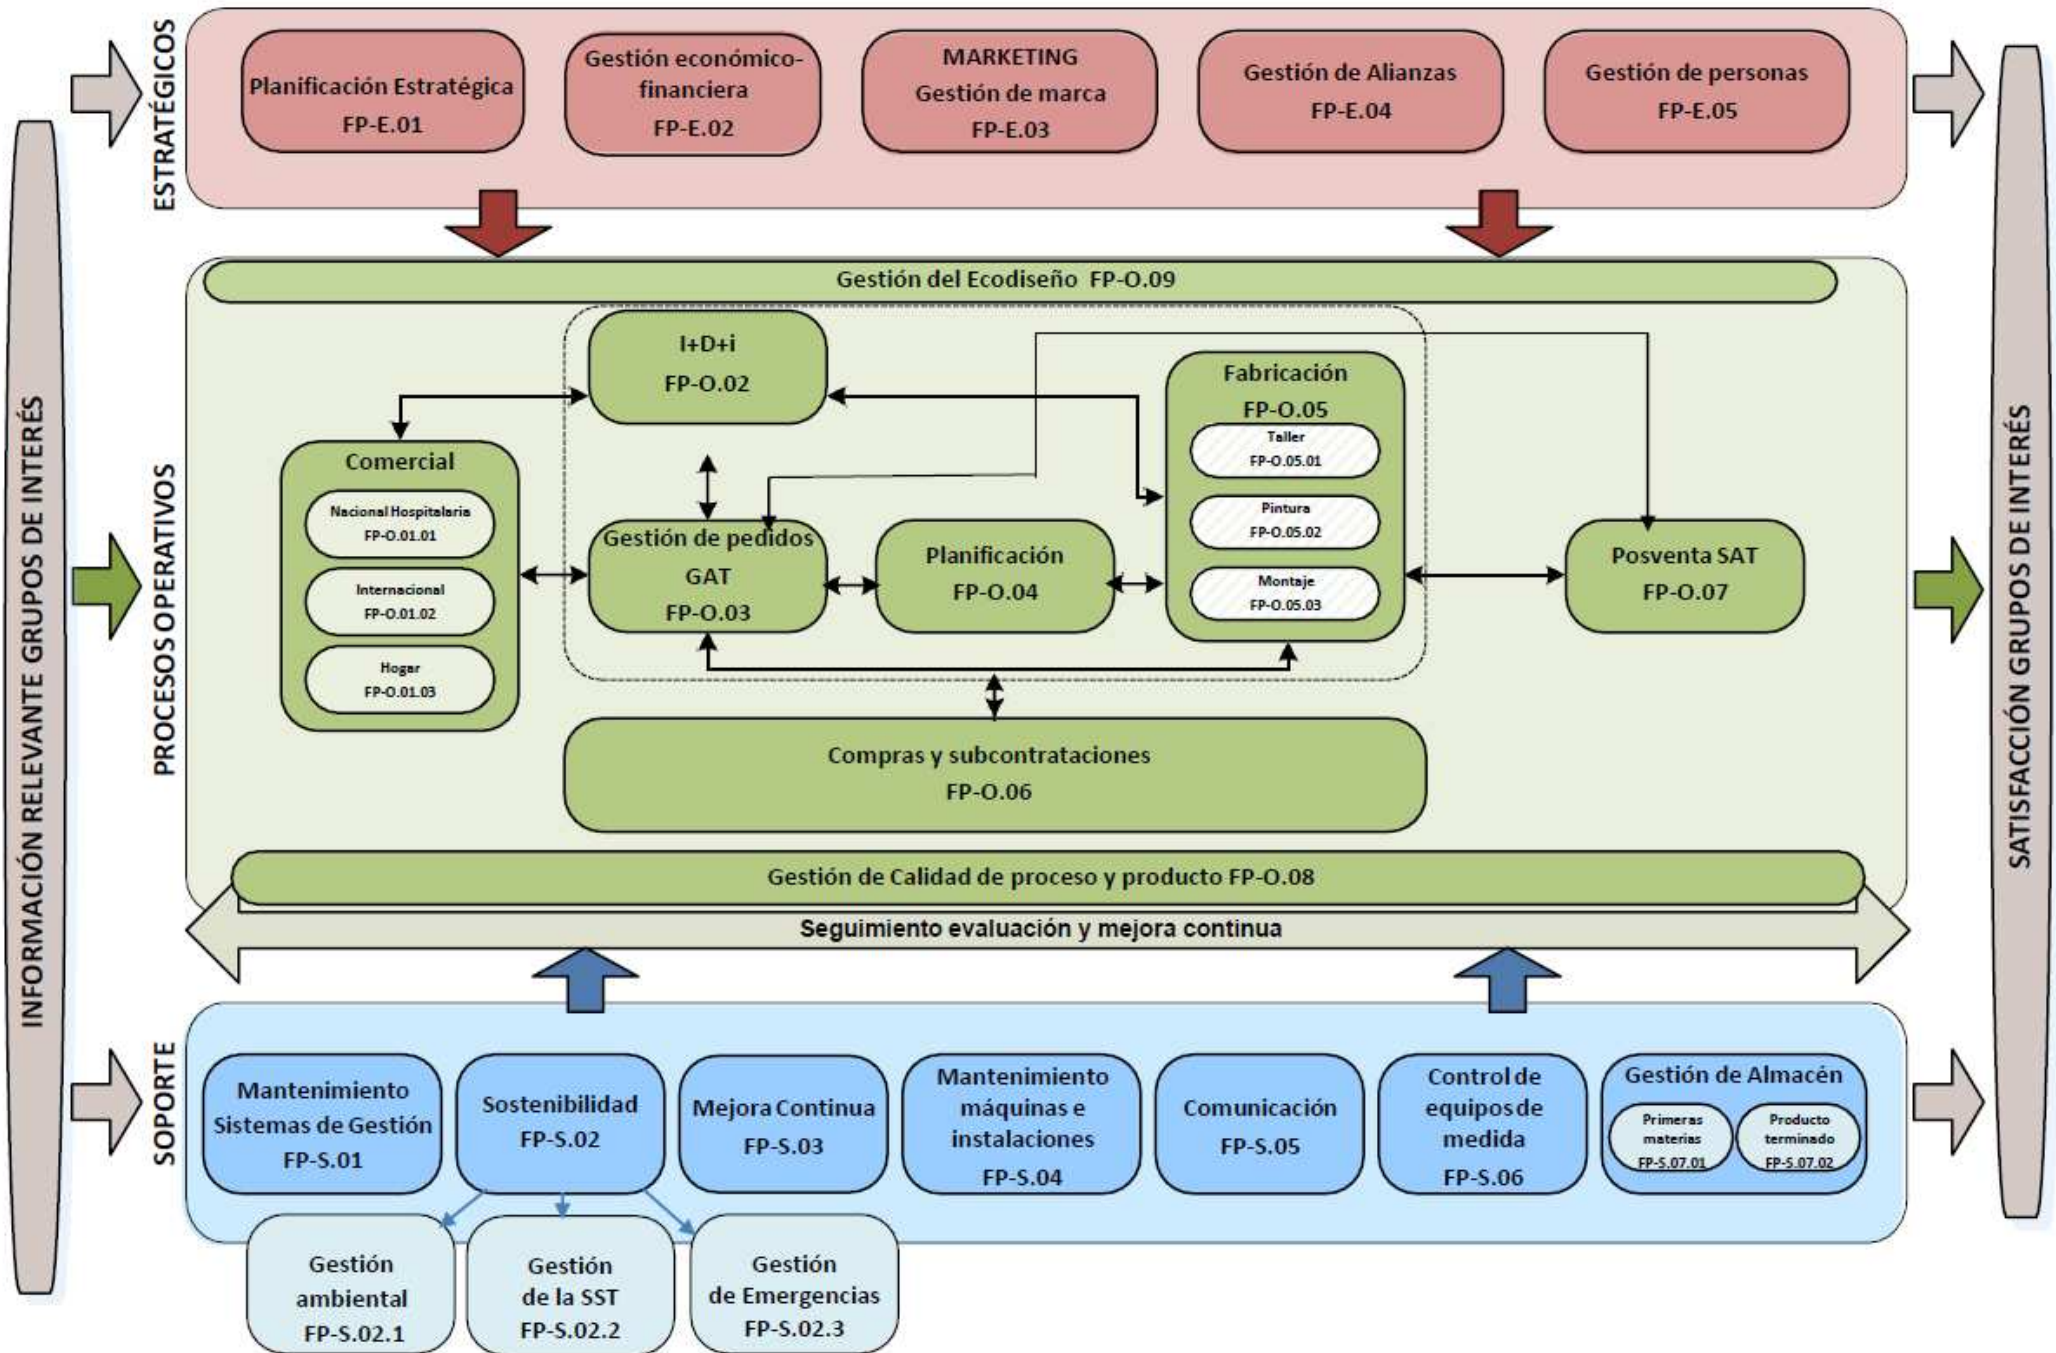 INFORMACIÓN RELEVANTE GRUPOS DE INTERÉS
ESTRATÉGICOS
Planificación Estratégica
FP-E.01
Gestión económico-
financiera
FP-E.02
MARKETING
Gestión de marca
FP-E.03
Gestión de Alianzas
FP-E.04
Gestión de personas
FP-E.05
PROCESOS OPERATIVOS
Gestión del Ecodiseño FP-O.09
I+D+i
FP-O.02
Comercial
Nacional Hospitalaria
FP-O.01.01
Internacional
FP-O.01.02
Hogar
FP-O.01.03
Gestión de pedidos
GAT
FP-O.03
Planificación
FP-O.04
Fabricación
FP-O.05
Taller
FP-O.05.01
Pintura
FP-O.05.02
Montaje
FP-O.05.03
Posventa SAT
FP-O.07
Compras y subcontrataciones
FP-O.06
Gestión de Calidad de proceso y producto FP-O.08
Seguimiento evaluación y mejora continua
SOPORTE
Mantenimiento
Sistemas de Gestión
FP-S.01
Sostenibilidad
FP-S.02
Mejora Continua
FP-S.03
Mantenimiento
máquinas e
instalaciones
FP-S.04
Comunicación
FP-S.05
Control de
equipos de
medida
FP-S.06
Gestión de Almacén
Primeras
materias
FP-S.07.01
Producto
terminado
FP-S.07.02
Gestión
ambiental
FP-S.02.1
Gestión
de la SST
FP-S.02.2
Gestión
de Emergencias
FP-S.02.3
SATISFACCIÓN GRUPOS DE INTERÉS